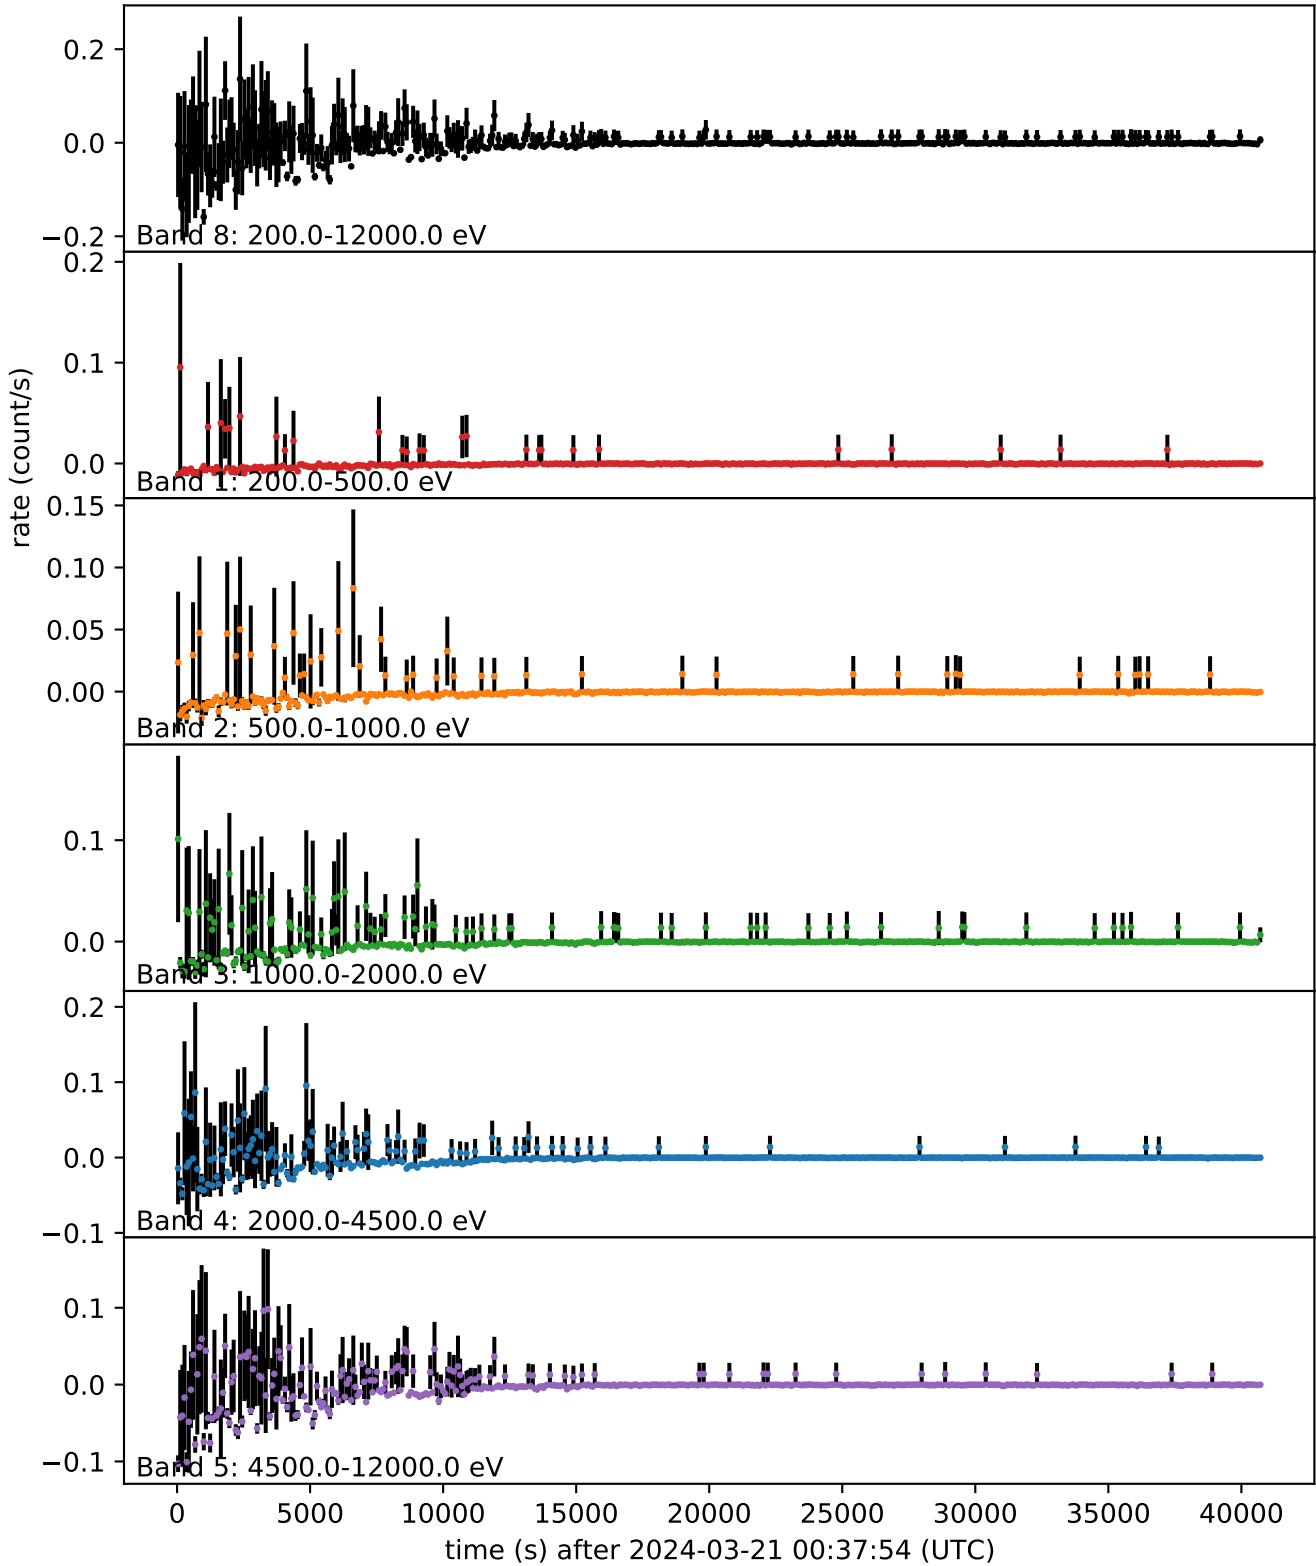 0.2
0.0
−0.2
Band 8: 200.0-12000.0 eV
0.2
0.1
0.0
Band 1: 200.0-500.0 eV
rate (count/s)
0.15
0.10
0.05
0.00
Band 2: 500.0-1000.0 eV
0.1
0.0
Band 3: 1000.0-2000.0 eV
0.2
0.1
0.0
−0.1
Band 4: 2000.0-4500.0 eV
0.1
0.0
−0.1
Band 5: 4500.0-12000.0 eV
0 5000 10000 15000 20000 25000 30000 35000 40000
time (s) after 2024-03-21 00:37:54 (UTC)